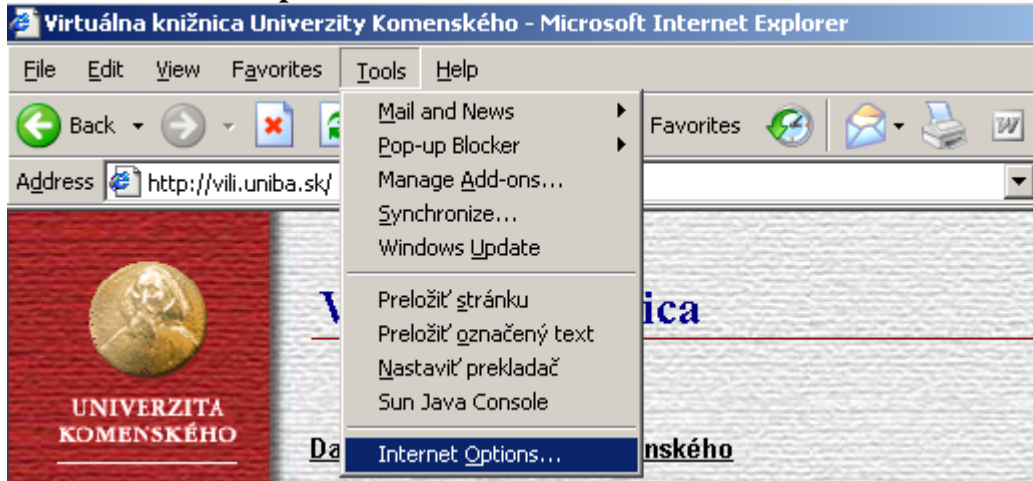 Virtuálna knižnica Univerzity Komenského - Microsoft Internet Explorer
File Edit View Favorites Tools Help
Back Favorites
Address http://vili.uniba.sk/
Mail and News
Pop-up Blocker
Manage Add-ons...
Synchronize...
Windows Update
Preložiť stránku
Preložiť označený text
Nastaviť prekladač
Sun Java Console
Internet Options...
V ica
UNIVERZITA
KOMENSKÉHO
Da nského